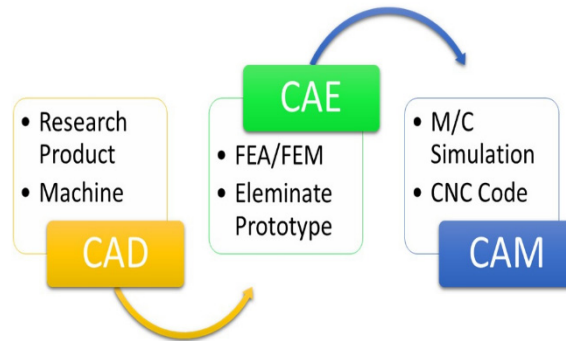 • Research
Product
• Machine
CAD
CAE
• FEA/FEM
• Eleminate
Prototype
• M/C
Simulation
• CNC Code
CAM